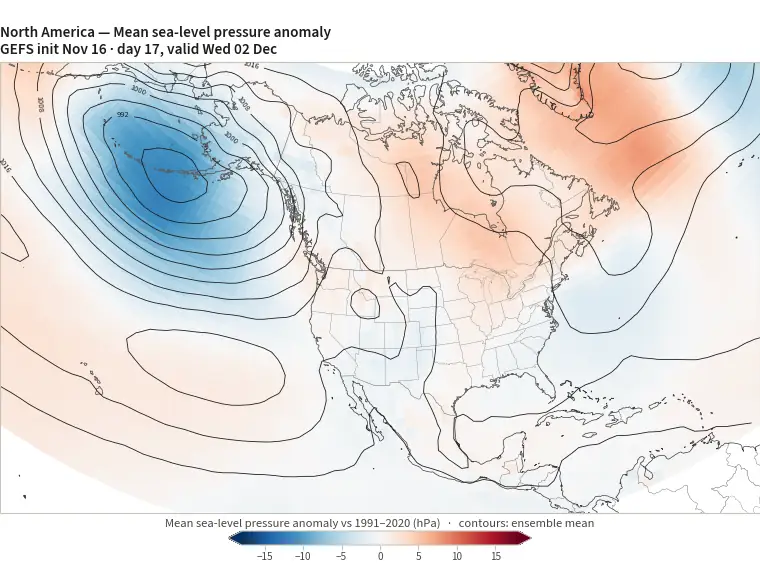 North America — Mean sea-level pressure anomaly
GEFS init Nov 16 · day 17, valid Wed 02 Dec
1016
1008
1000
992
1008
1000
1016
Mean sea-level pressure anomaly vs 1991–2020 (hPa) · contours: ensemble mean
−15 −10 −5 0 5 10 15